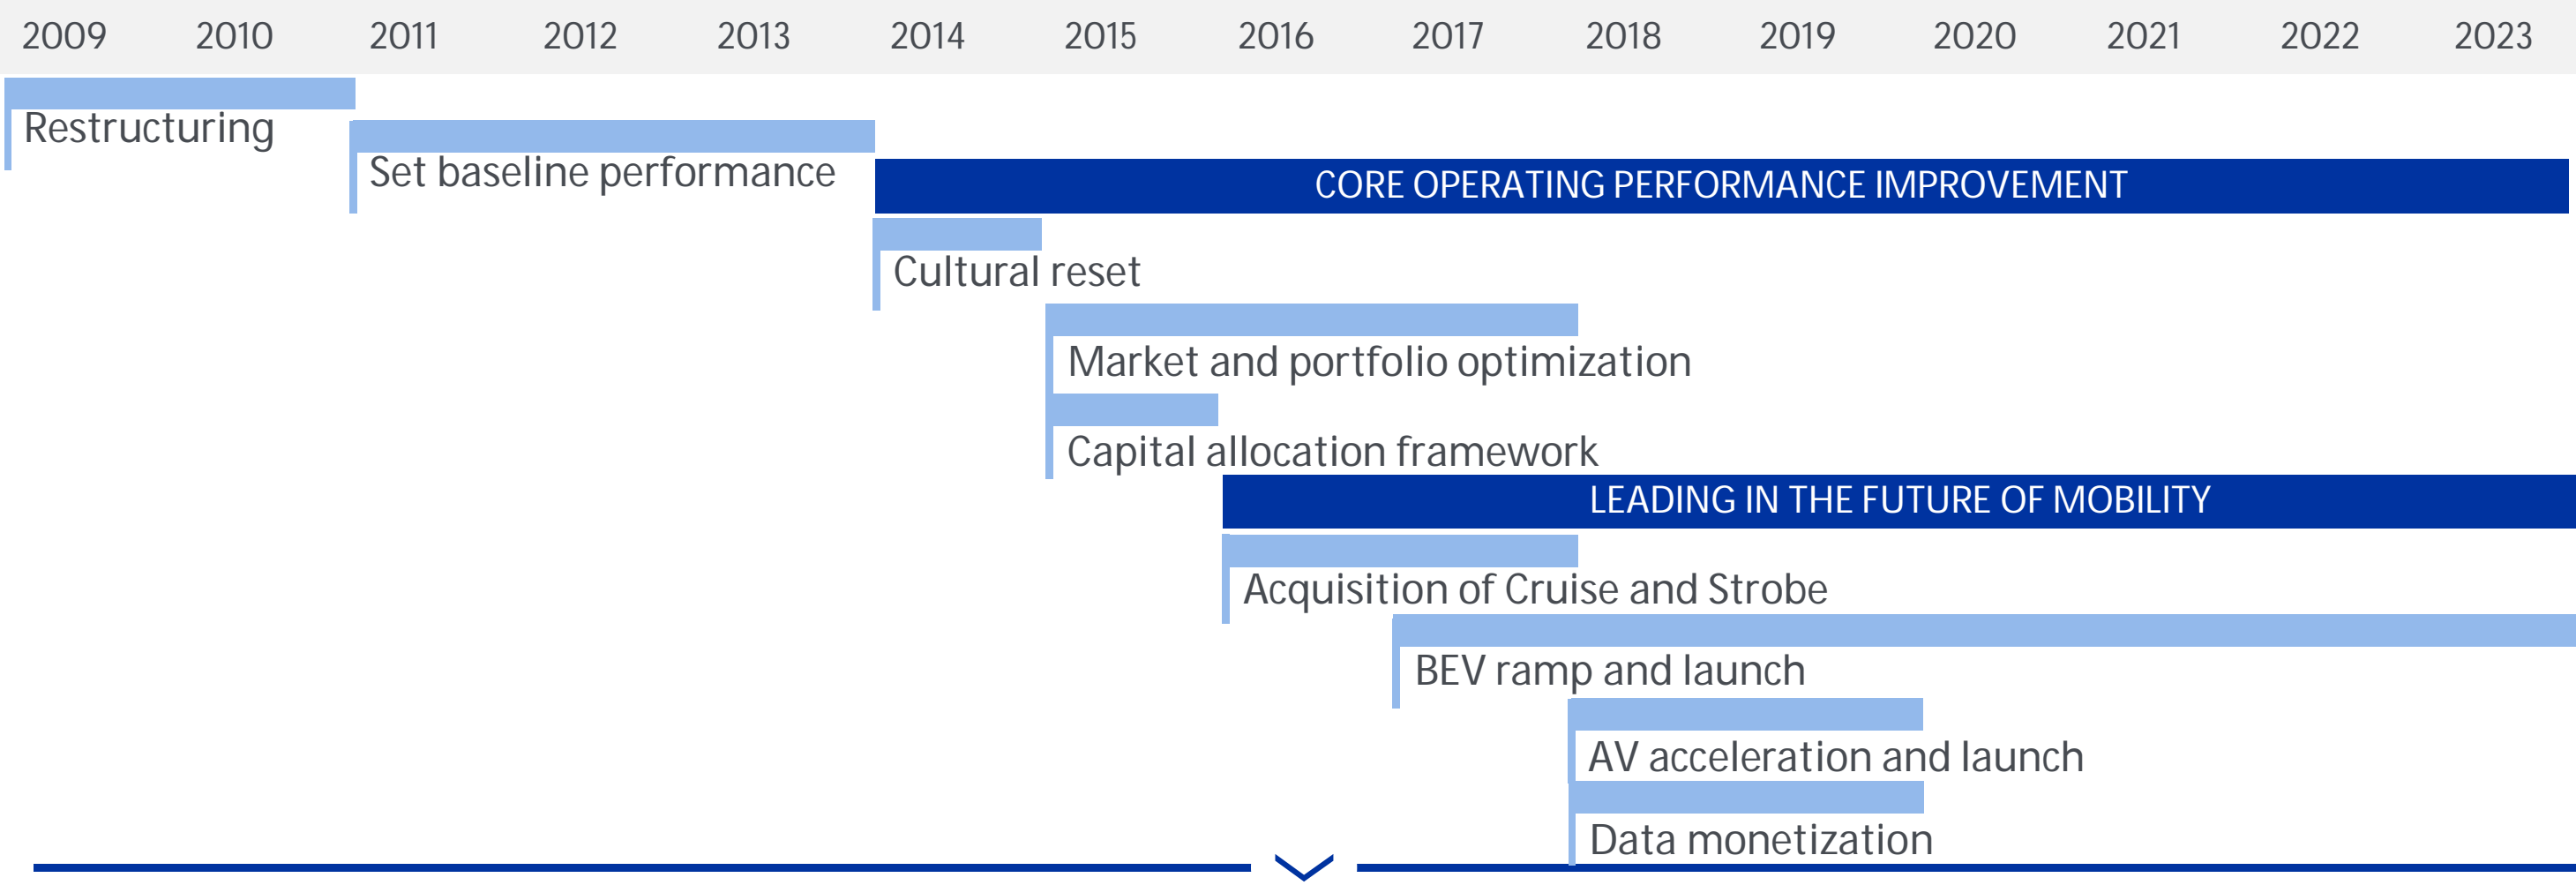 2009 2010 2011 2012 2013 2014 2015 2016 2017 2018 2019 2020 2021 2022 2023
Restructuring
Set baseline performance
CORE OPERATING PERFORMANCE IMPROVEMENT
Cultural reset
Market and portfolio optimization
Capital allocation framework
LEADING IN THE FUTURE OF MOBILITY
Acquisition of Cruise and Strobe
BEV ramp and launch
AV acceleration and launch
Data monetization